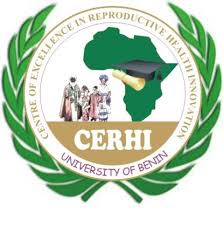 CENTRE OF EXCELLENCE IN REPRODUCTIVE HEALTH INNOVATION
CERHI
UNIVERSITY OF BENIN